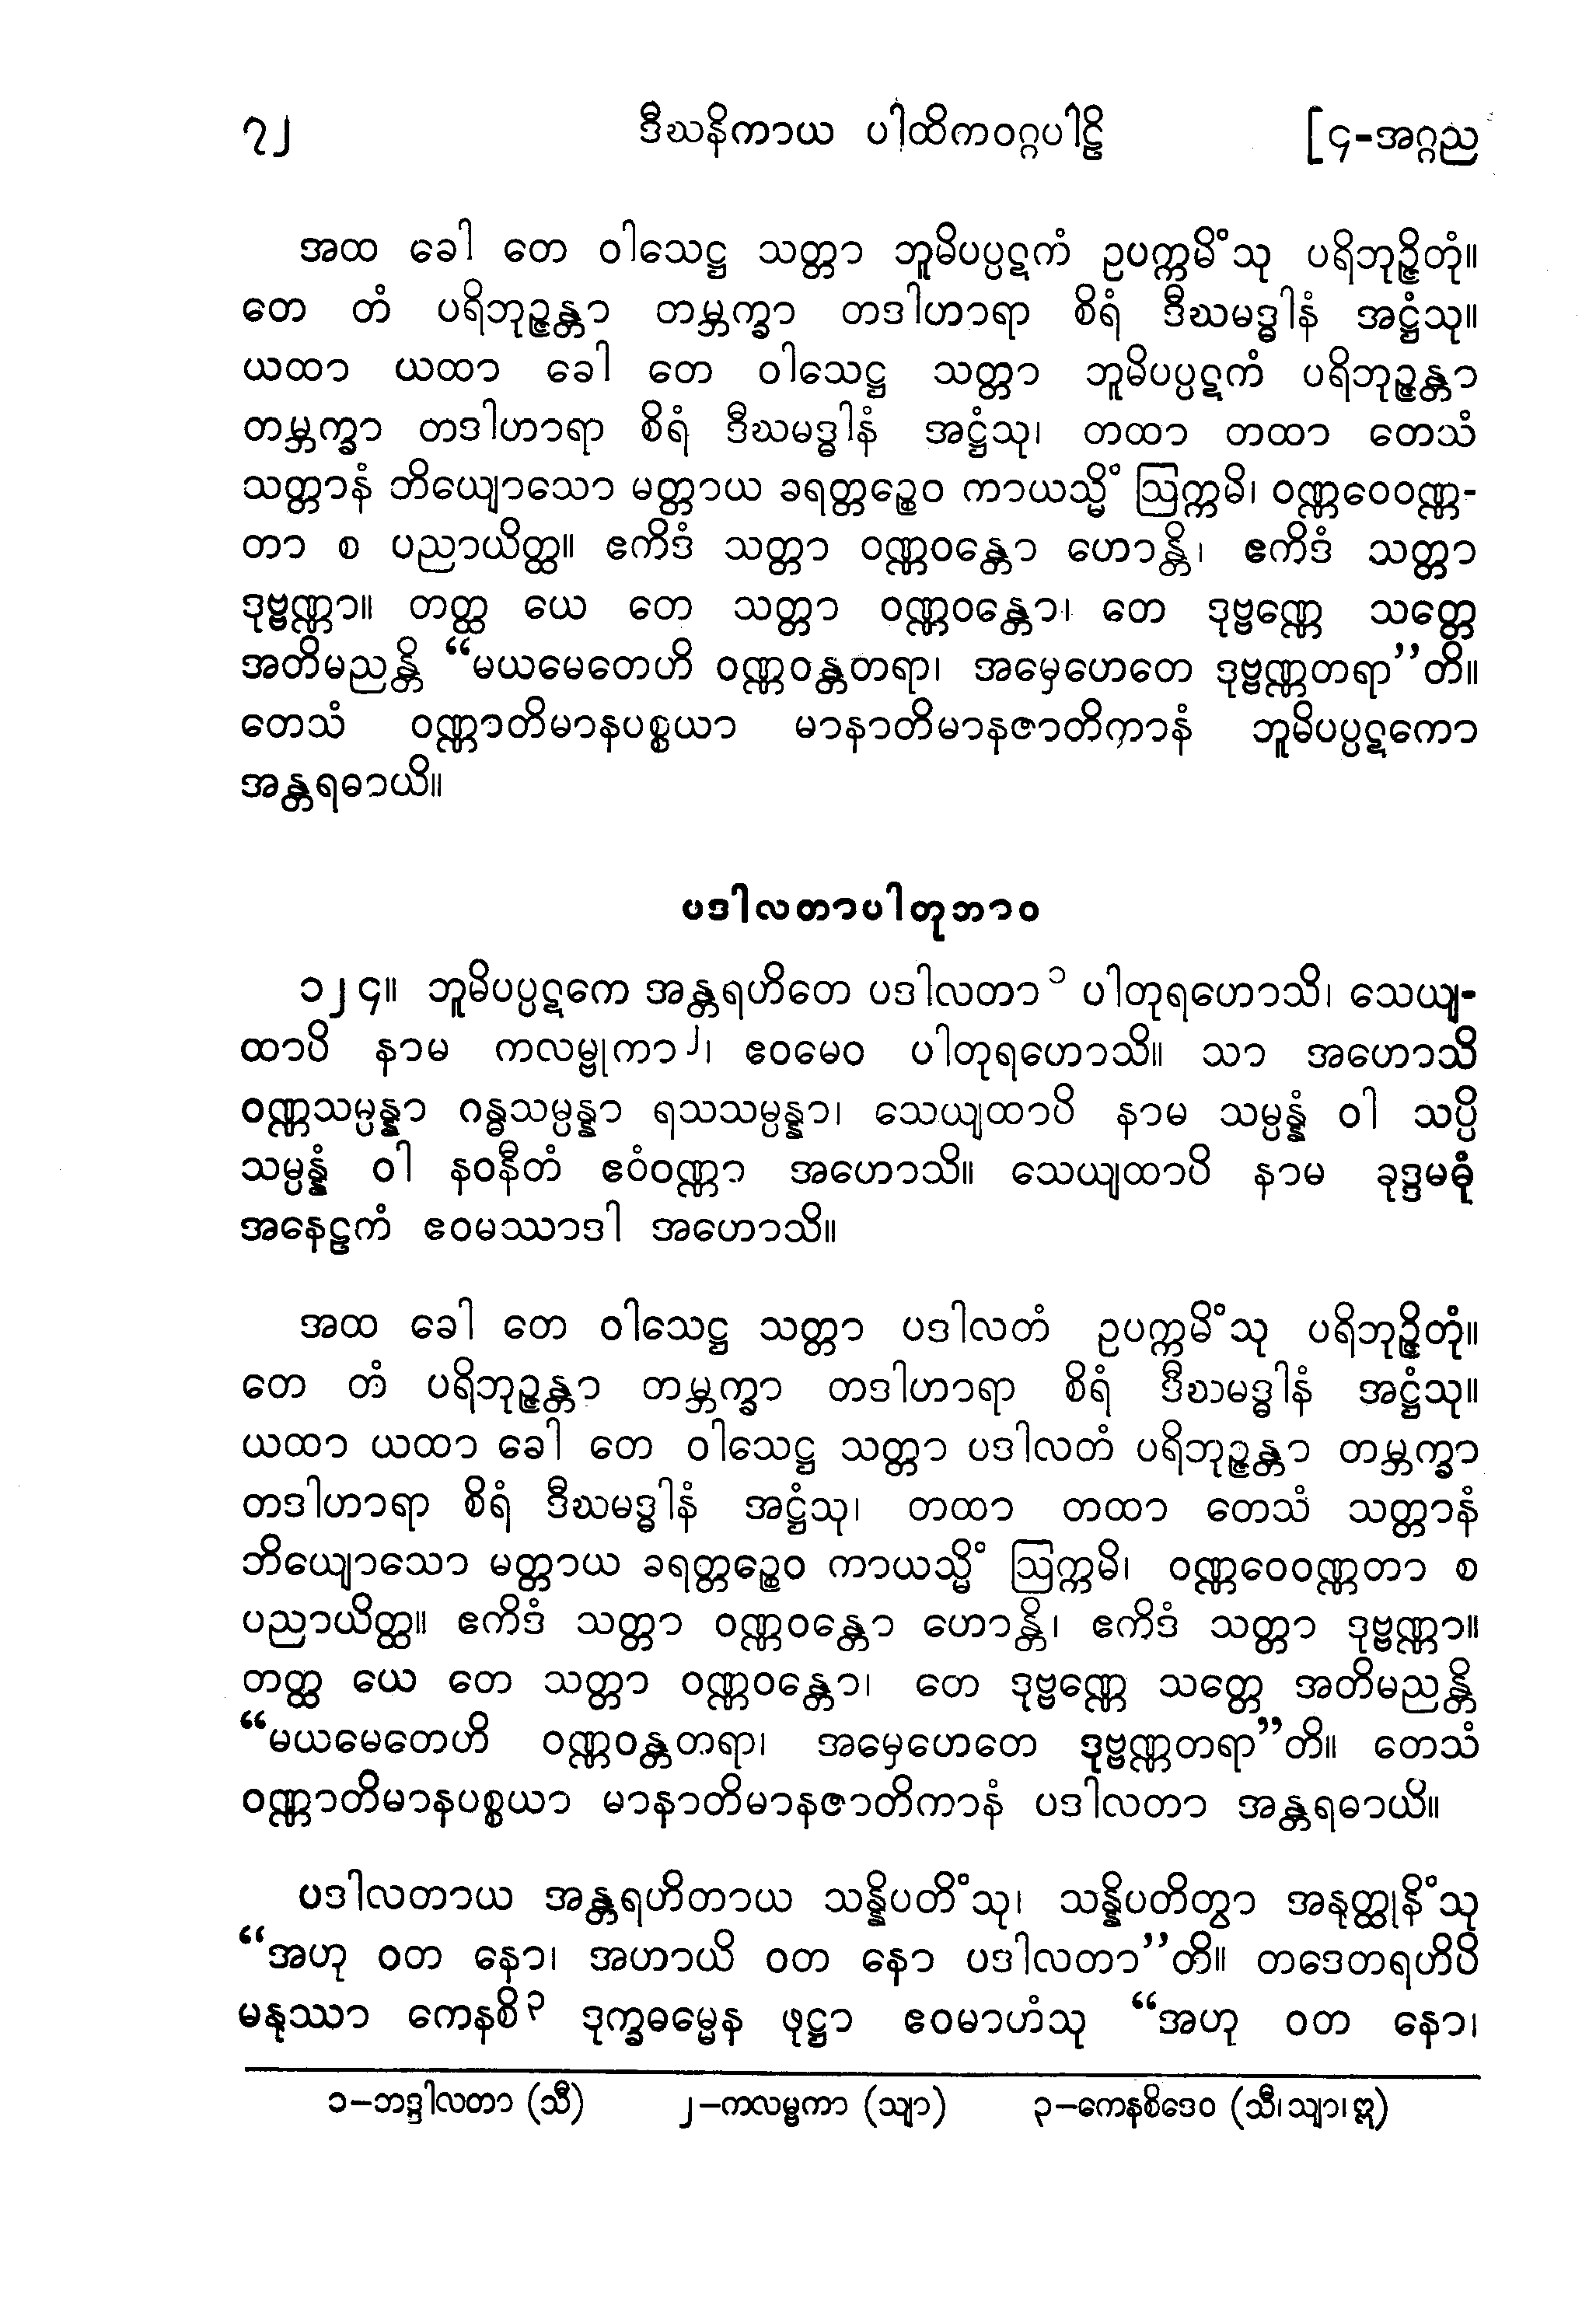 ၇၂ ဒီဃနိကာယ ပါထိကဝဂ္ဂပါဠိ [၄-အဂ္ဂည
အထ ခေါ တေ ဝါသေဋ္ဌ သတ္တာ ဘူမိပပ္ပဋကံ ဥပက္ကမိံသု ပရိဘုဉ္ဇိတုံ။
တေ တံ ပရိဘုဉ္ဇန္တာ တမ္ဘက္ခာ တဒါဟာရာ စိရံ ဒီဃမဒ္ဓါနံ အဋ္ဌံသု။
ယထာ ယထာ ခေါ တေ ဝါသေဋ္ဌ သတ္တာ ဘူမိပပ္ပဋကံ ပရိဘုဉ္ဇန္တာ
တမ္ဘက္ခာ တဒါဟာရာ စိရံ ဒီဃမဒ္ဓါနံ အဋ္ဌံသု၊ တထာ တထာ တေသံ
သတ္တာနံ ဘိယျောသော မတ္တာယ ခရတ္တဉ္စေဝ ကာယသ္မိံ ဩက္ကမိ၊ ဝဏ္ဏဝေဝဏ္ဏ-
တာ စ ပညာယိတ္ထ။ ဧကိဒံ သတ္တာ ဝဏ္ဏဝန္တော ဟောန္တိ၊ ဧကိဒံ သတ္တာ
ဒုဗ္ဗဏ္ဏာ။ တတ္ထ ယေ တေ သတ္တာ ဝဏ္ဏဝန္တော၊ တေ ဒုဗ္ဗဏ္ဏေ သတ္တေ
အတိမညန္တိ “မယမေတေဟိ ဝဏ္ဏဝန္တတရာ၊ အမှေဟေတေ ဒုဗ္ဗဏ္ဏတရာ”တိ။
တေသံ ဝဏ္ဏာတိမာနပစ္စယာ မာနာတိမာနဇာတိကာနံ ဘူမိပပ္ပဋကော
အန္တရဓာယိ။
ပဒါလတာပါတုဘာဝ
၁၂၄။ ဘူမိပပ္ပဋကေ အန္တရဟိတေ ပဒါလတာ၁ ပါတုရဟောသိ၊ သေယျ-
ထာပိ နာမ ကလမ္ဗုကာ၂၊ ဧဝမေဝ ပါတုရဟောသိ။ သာ အဟောသိ
ဝဏ္ဏသမ္ပန္နာ ဂန္ဓသမ္ပန္နာ ရသသမ္ပန္နာ၊ သေယျထာပိ နာမ သမ္ပန္နံ ဝါ သပ္ပိ
သမ္ပန္နံ ဝါ နဝနီတံ ဧဝံဝဏ္ဏာ အဟောသိ။ သေယျထာပိ နာမ ခုဒ္ဒမဓုံ
အနေဠကံ ဧဝမဿာဒါ အဟောသိ။
အထ ခေါ တေ ဝါသေဋ္ဌ သတ္တာ ပဒါလတံ ဥပက္ကမိံသု ပရိဘုဉ္ဇိတုံ။
တေ တံ ပရိဘုဉ္ဇန္တာ တမ္ဘက္ခာ တဒါဟာရာ စိရံ ဒီဃမဒ္ဓါနံ အဋ္ဌံသု။
ယထာ ယထာ ခေါ တေ ဝါသေဋ္ဌ သတ္တာ ပဒါလတံ ပရိဘုဉ္ဇန္တာ တမ္ဘက္ခာ
တဒါဟာရာ စိရံ ဒီဃမဒ္ဓါနံ အဋ္ဌံသု၊ တထာ တထာ တေသံ သတ္တာနံ
ဘိယျောသော မတ္တာယ ခရတ္တဉ္စေဝ ကာယသ္မိံ ဩက္ကမိ၊ ဝဏ္ဏဝေဝဏ္ဏတာ စ
ပညာယိတ္ထ။ ဧကိဒံ သတ္တာ ဝဏ္ဏဝန္တော ဟောန္တိ၊ ဧကိဒံ သတ္တာ ဒုဗ္ဗဏ္ဏာ။
တတ္ထ ယေ တေ သတ္တာ ဝဏ္ဏဝန္တော၊ တေ ဒုဗ္ဗဏ္ဏေ သတ္တေ အတိမညန္တိ
“မယမေတေဟိ ဝဏ္ဏဝန္တတရာ၊ အမှေဟေတေ ဒုဗ္ဗဏ္ဏတရာ”တိ။ တေသံ
ဝဏ္ဏာတိမာနပစ္စယာ မာနာတိမာနဇာတိကာနံ ပဒါလတာ အန္တရဓာယိ။
ပဒါလတာယ အန္တရဟိတာယ သန္နိပတိံသု၊ သန္နိပတိတွာ အနုတ္ထုနိံသု
“အဟု ဝတ နော၊ အဟာယိ ဝတ နော ပဒါလတာ”တိ။ တဒေတရဟိပိ
မနုဿာ ကေနစိ၃ ဒုက္ခဓမ္မေန ဖုဋ္ဌာ ဧဝမာဟံသု “အဟု ဝတ နော၊
၁−ဘဒ္ဒါလတာ (သီ) ၂−ကလမ္ဗကာ (သျာ) ၃−ကေနစိဒေဝ (သီ၊သျာ၊ဣ)